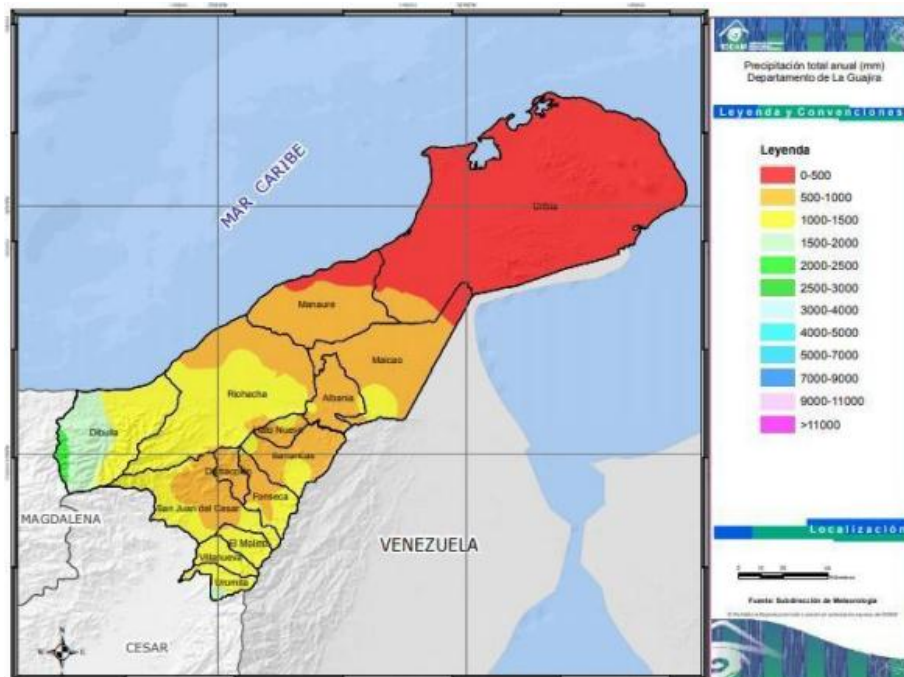 IDEAM
Precipitación total anual (mm)
Departamento de La Guajira
Leyenda y Convenciones
Leyenda
0-500
500-1000
1000-1500
1500-2000
2000-2500
2500-3000
3000-4000
4000-5000
5000-7000
7000-9000
9000-11000
>11000
Localización
Fuente: Subdirección de Meteorología
MAR CARIBE
Uribia
Manaure
Maicao
Riohacha
Albania
Dibulla
Barrancas
Distracción
Fonseca
San Juan del Cesar
El Molino
Villanueva
Urumita
MAGDALENA
VENEZUELA
CESAR
N
S